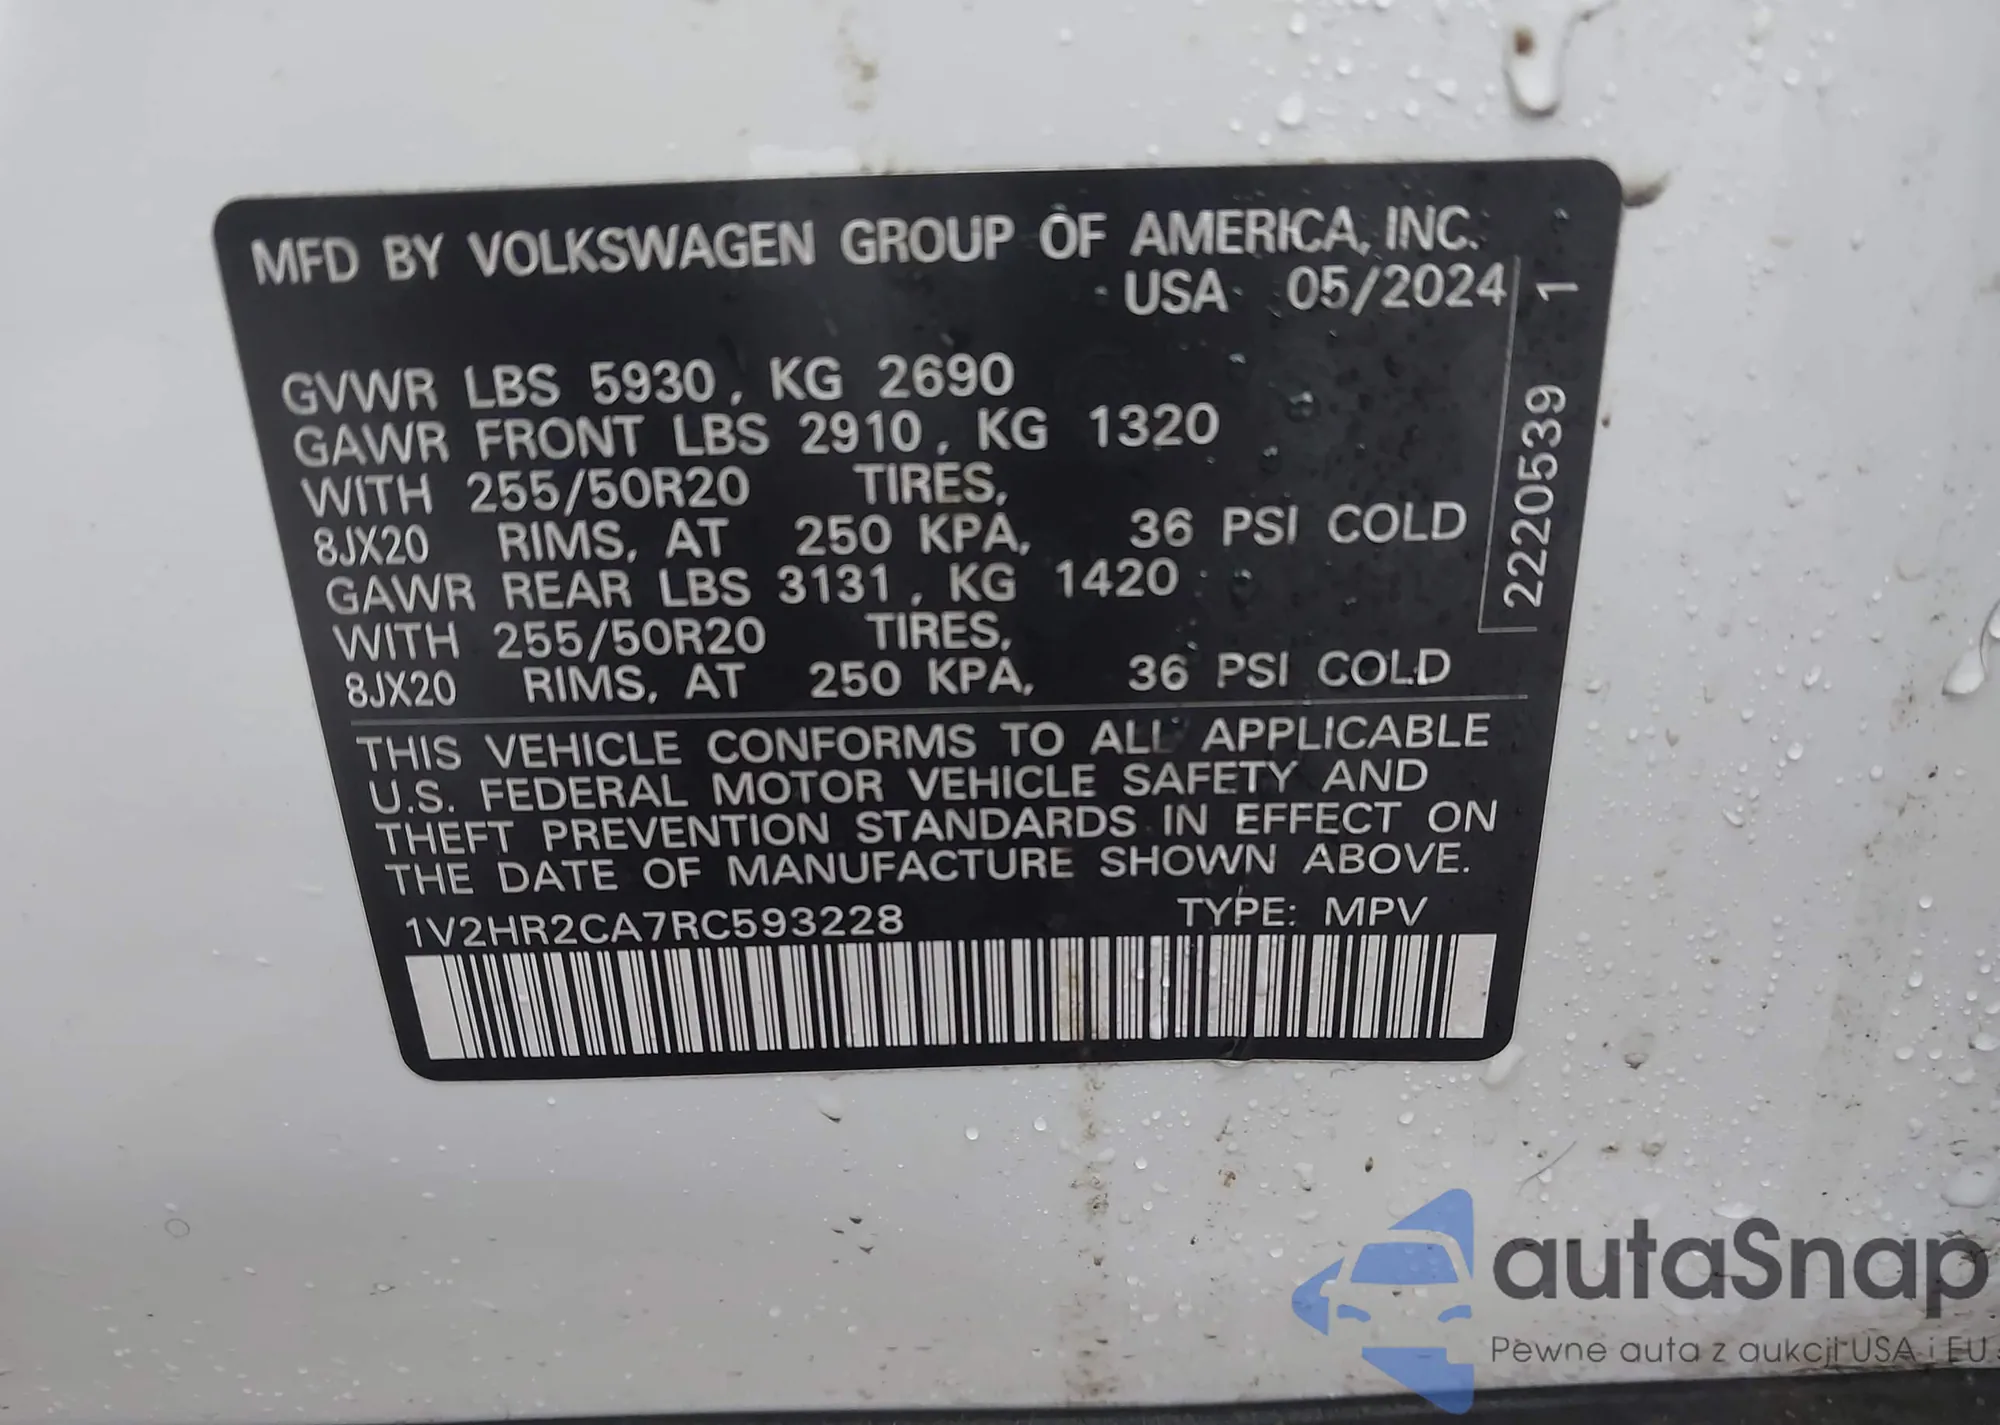 MFD BY VOLKSWAGEN GROUP OF AMERICA, INC.
USA 05/2024
GVWR LBS 5930, KG 2690
GAWR FRONT LBS 2910, KG 1320
WITH 255/50R20 TIRES,
8JX20 RIMS, AT 250 KPA, 36 PSI COLD
GAWR REAR LBS 3131, KG 1420
WITH 255/50R20 TIRES,
8JX20 RIMS, AT 250 KPA, 36 PSI COLD
THIS VEHICLE CONFORMS TO ALL APPLICABLE
U.S. FEDERAL MOTOR VEHICLE SAFETY AND
THEFT PREVENTION STANDARDS IN EFFECT ON
THE DATE OF MANUFACTURE SHOWN ABOVE.
1V2HR2CA7RC593228 TYPE: MPV
2220539 1
autaSnap
Pewne auta z aukcji USA i EU